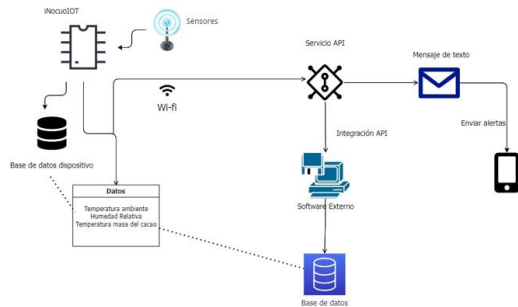 iNocuoIOT
Sensores
Servicio API
Mensaje de texto
Wi-fi
Enviar alertas
Integración API
Base de datos dispositivo
Datos
Temperatura ambiente
Humedad Relativa
Temperatura masa del cacao
Software Externo
Base de datos